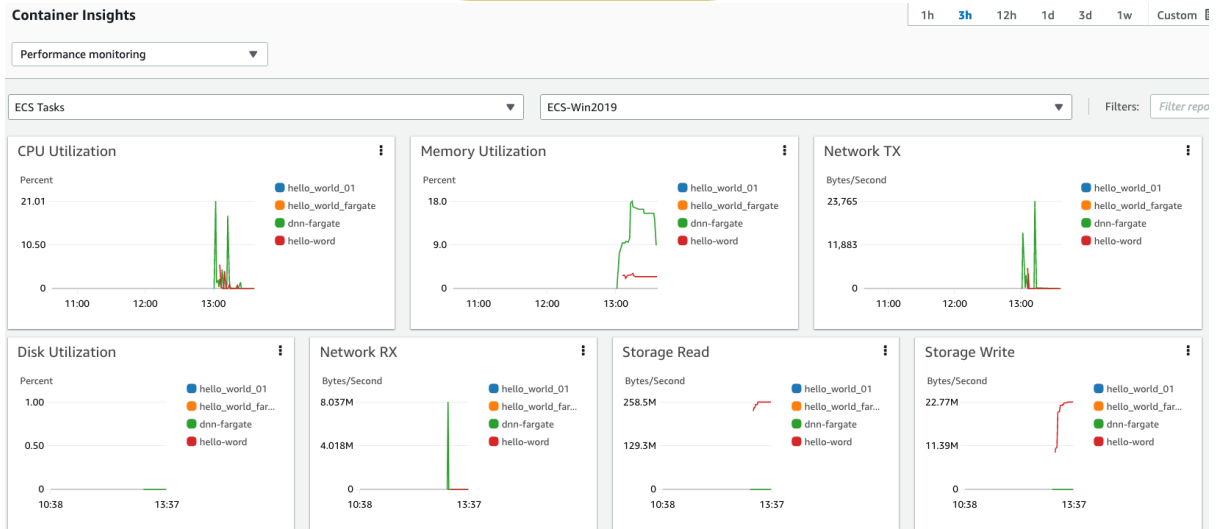 Container Insights
1h 3h 12h 1d 3d 1w Custom
Performance monitoring
ECS Tasks
ECS-Win2019
Filters:
Filter repo
CPU Utilization
Percent
21.01
10.50
0
11:00 12:00 13:00
hello_world_01
hello_world_fargate
dnn-fargate
hello-word
Memory Utilization
Percent
18.0
9.0
0
11:00 12:00 13:00
hello_world_01
hello_world_fargate
dnn-fargate
hello-word
Network TX
Bytes/Second
23,765
11,883
0
11:00 12:00 13:00
hello_world_01
hello_world_fargate
dnn-fargate
hello-word
Disk Utilization
Percent
1.00
0.50
0
10:38 13:37
hello_world_01
hello_world_far...
dnn-fargate
hello-word
Network RX
Bytes/Second
8.037M
4.018M
0
10:38 13:37
hello_world_01
hello_world_far...
dnn-fargate
hello-word
Storage Read
Bytes/Second
258.5M
129.3M
0
10:38 13:37
hello_world_01
hello_world_far...
dnn-fargate
hello-word
Storage Write
Bytes/Second
22.77M
11.39M
0
10:38 13:37
hello_world_01
hello_world_far...
dnn-fargate
hello-word